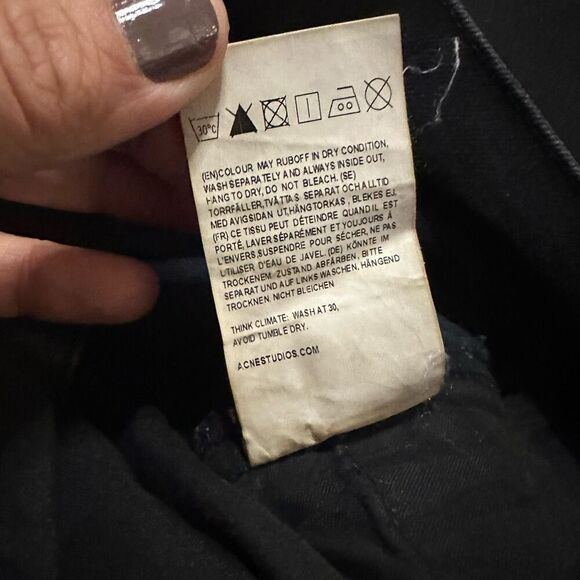 30°C
(EN)COLOUR MAY RUBOFF IN DRY CONDITION,
WASH SEPARATELY AND ALWAYS INSIDE OUT,
HANG TO DRY, DO NOT BLEACH. (SE)
TORRFÄLLER, TVÄTTAS SEPARAT OCH ALLTID
MED AVIGSIDAN UT, HÄNGTORKAS, BLEKES EJ.
(FR) CE TISSU PEUT DÉTEINDRE QUAND IL EST
PORTÉ, LAVER SÉPARÉMENT ET TOUJOURS À
L'ENVERS, SUSPENDRE POUR SÉCHER, NE PAS
UTILISER D'EAU DE JAVEL. (DE) KÖNNTE IM
TROCKENEM ZUSTAND ABFÄRBEN, BITTE
SEPARAT UND AUF LINKS WASCHEN, HÄNGEND
TROCKNEN, NICHT BLEICHEN
THINK CLIMATE: WASH AT 30,
AVOID TUMBLE DRY.
ACNESTUDIOS.COM